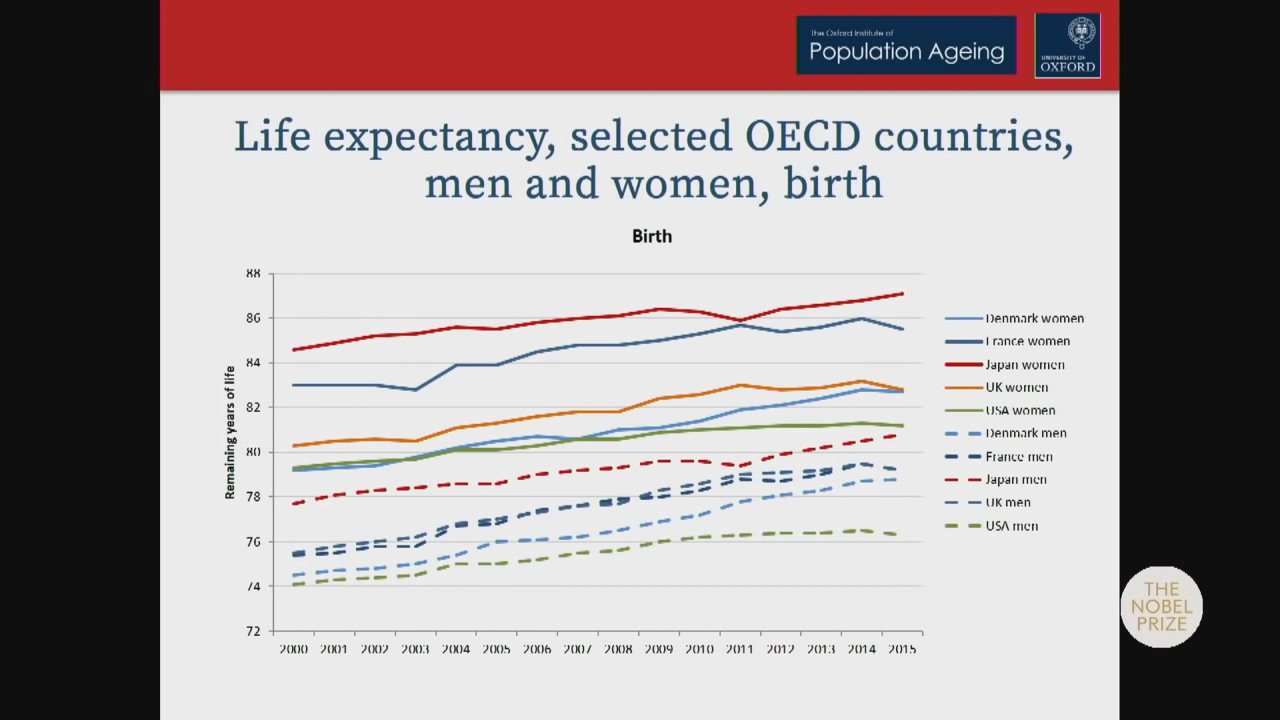 The Oxford Institute of
Population Ageing
UNIVERSITY OF
OXFORD
Life expectancy, selected OECD countries,
men and women, birth
Birth
Remaining years of life
88
86
84
82
80
78
76
74
72
2000 2001 2002 2003 2004 2005 2006 2007 2008 2009 2010 2011 2012 2013 2014 2015
Denmark women
France women
Japan women
UK women
USA women
Denmark men
France men
Japan men
UK men
USA men
THE
NOBEL
PRIZE